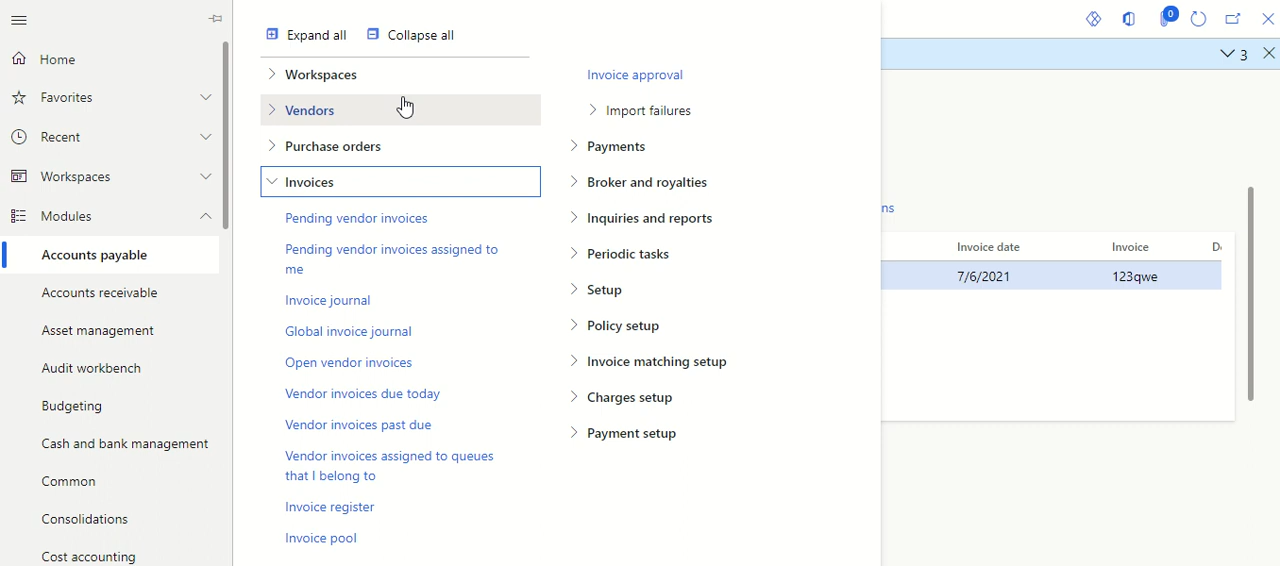 Home
Favorites
Recent
Workspaces
Modules
Accounts payable
Accounts receivable
Asset management
Audit workbench
Budgeting
Cash and bank management
Common
Consolidations
Cost accounting
Expand all
Collapse all
Workspaces
Vendors
Purchase orders
Invoices
Pending vendor invoices
Pending vendor invoices assigned to
me
Invoice journal
Global invoice journal
Open vendor invoices
Vendor invoices due today
Vendor invoices past due
Vendor invoices assigned to queues
that I belong to
Invoice register
Invoice pool
Invoice approval
Import failures
Payments
Broker and royalties
Inquiries and reports
Periodic tasks
Setup
Policy setup
Invoice matching setup
Charges setup
Payment setup
0
3
ns
Invoice date
Invoice
7/6/2021
123qwe